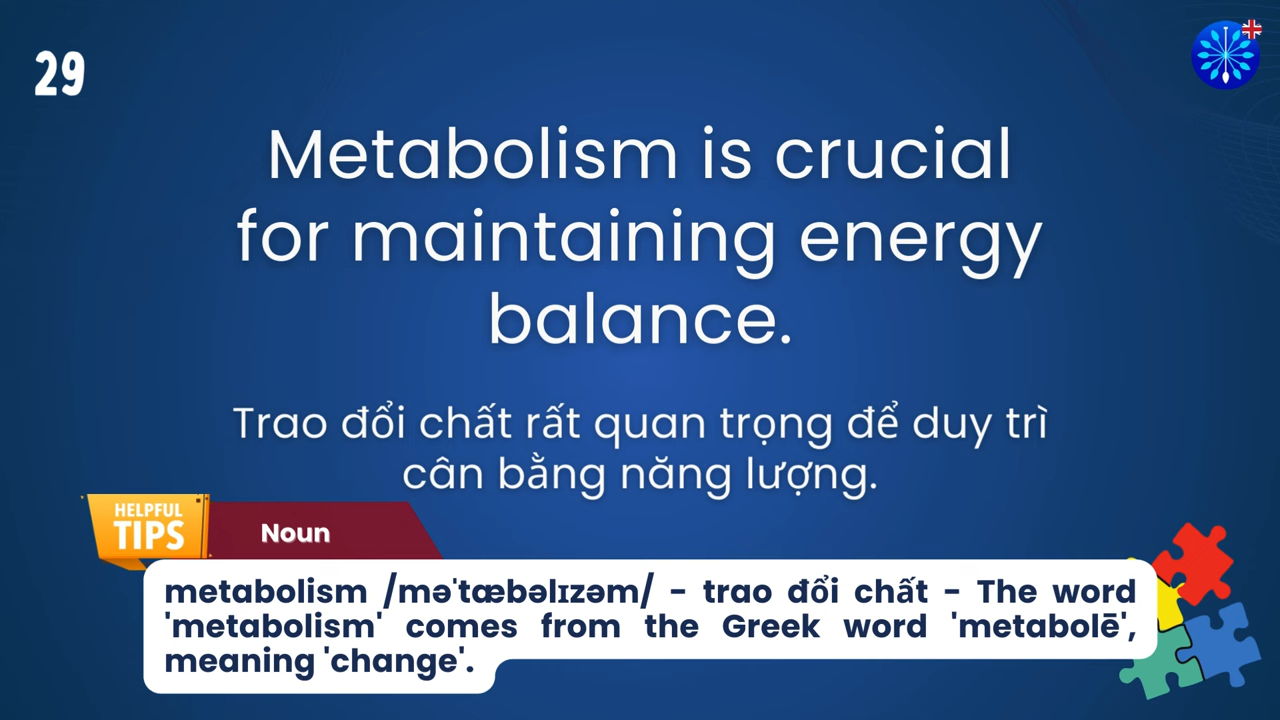 29
Metabolism is crucial
for maintaining energy
balance.
Trao đổi chất rất quan trọng để duy trì
cân bằng năng lượng.
HELPFUL
TIPS
Noun
metabolism /məˈtæbəlɪzəm/ - trao đổi chất - The word
'metabolism' comes from the Greek word 'metabolē',
meaning 'change'.